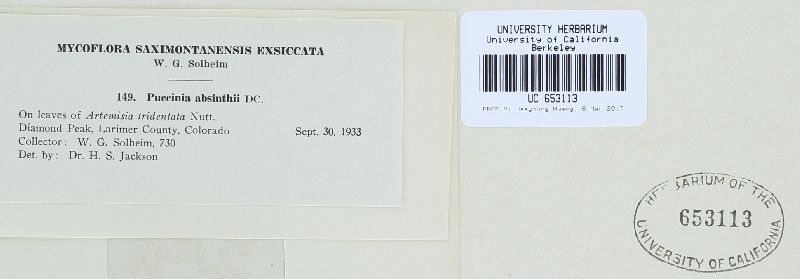 MYCOFLORA SAXIMONTANENSIS EXSICCATA
W. G. Solheim
149. Puccinia absinthii DC.
On leaves of Artemisia tridentata Nutt.
Diamond Peak, Larimer County, Colorado Sept. 30, 1933
Collector: W. G. Solheim, 730
Det. by: Dr. H. S. Jackson
UNIVERSITY HERBARIUM
University of California
Berkeley
UC 653113
2017
HERBARIUM OF THE
653113
UNIVERSITY OF CALIFORNIA